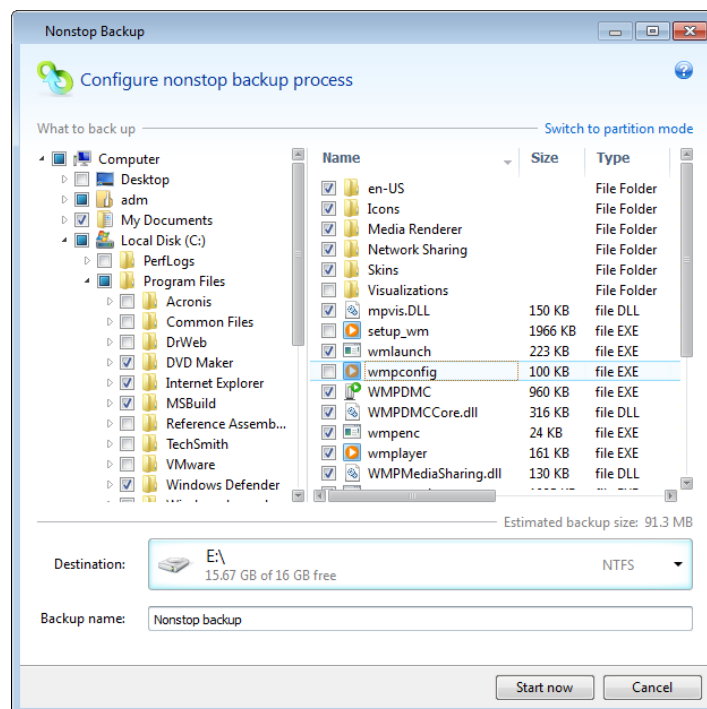 Nonstop Backup
Configure nonstop backup process
What to back up
Switch to partition mode
Computer
Desktop
adm
My Documents
Local Disk (C:)
PerfLogs
Program Files
Acronis
Common Files
DrWeb
DVD Maker
Internet Explorer
MSBuild
Reference Assemb...
TechSmith
VMware
Windows Defender
Name Size Type
en-US File Folder
Icons File Folder
Media Renderer File Folder
Network Sharing File Folder
Skins File Folder
Visualizations File Folder
mpvis.DLL 150 KB file DLL
setup_wm 1966 KB file EXE
wmlaunch 223 KB file EXE
wmpconfig 100 KB file EXE
WMPDMC 960 KB file EXE
WMPDMCCore.dll 316 KB file DLL
wmpenc 24 KB file EXE
wmplayer 161 KB file EXE
WMPMediaSharing.dll 130 KB file DLL
Estimated backup size: 91.3 MB
Destination:
E:\
15.67 GB of 16 GB free
NTFS
Backup name:
Nonstop backup
Start now
Cancel